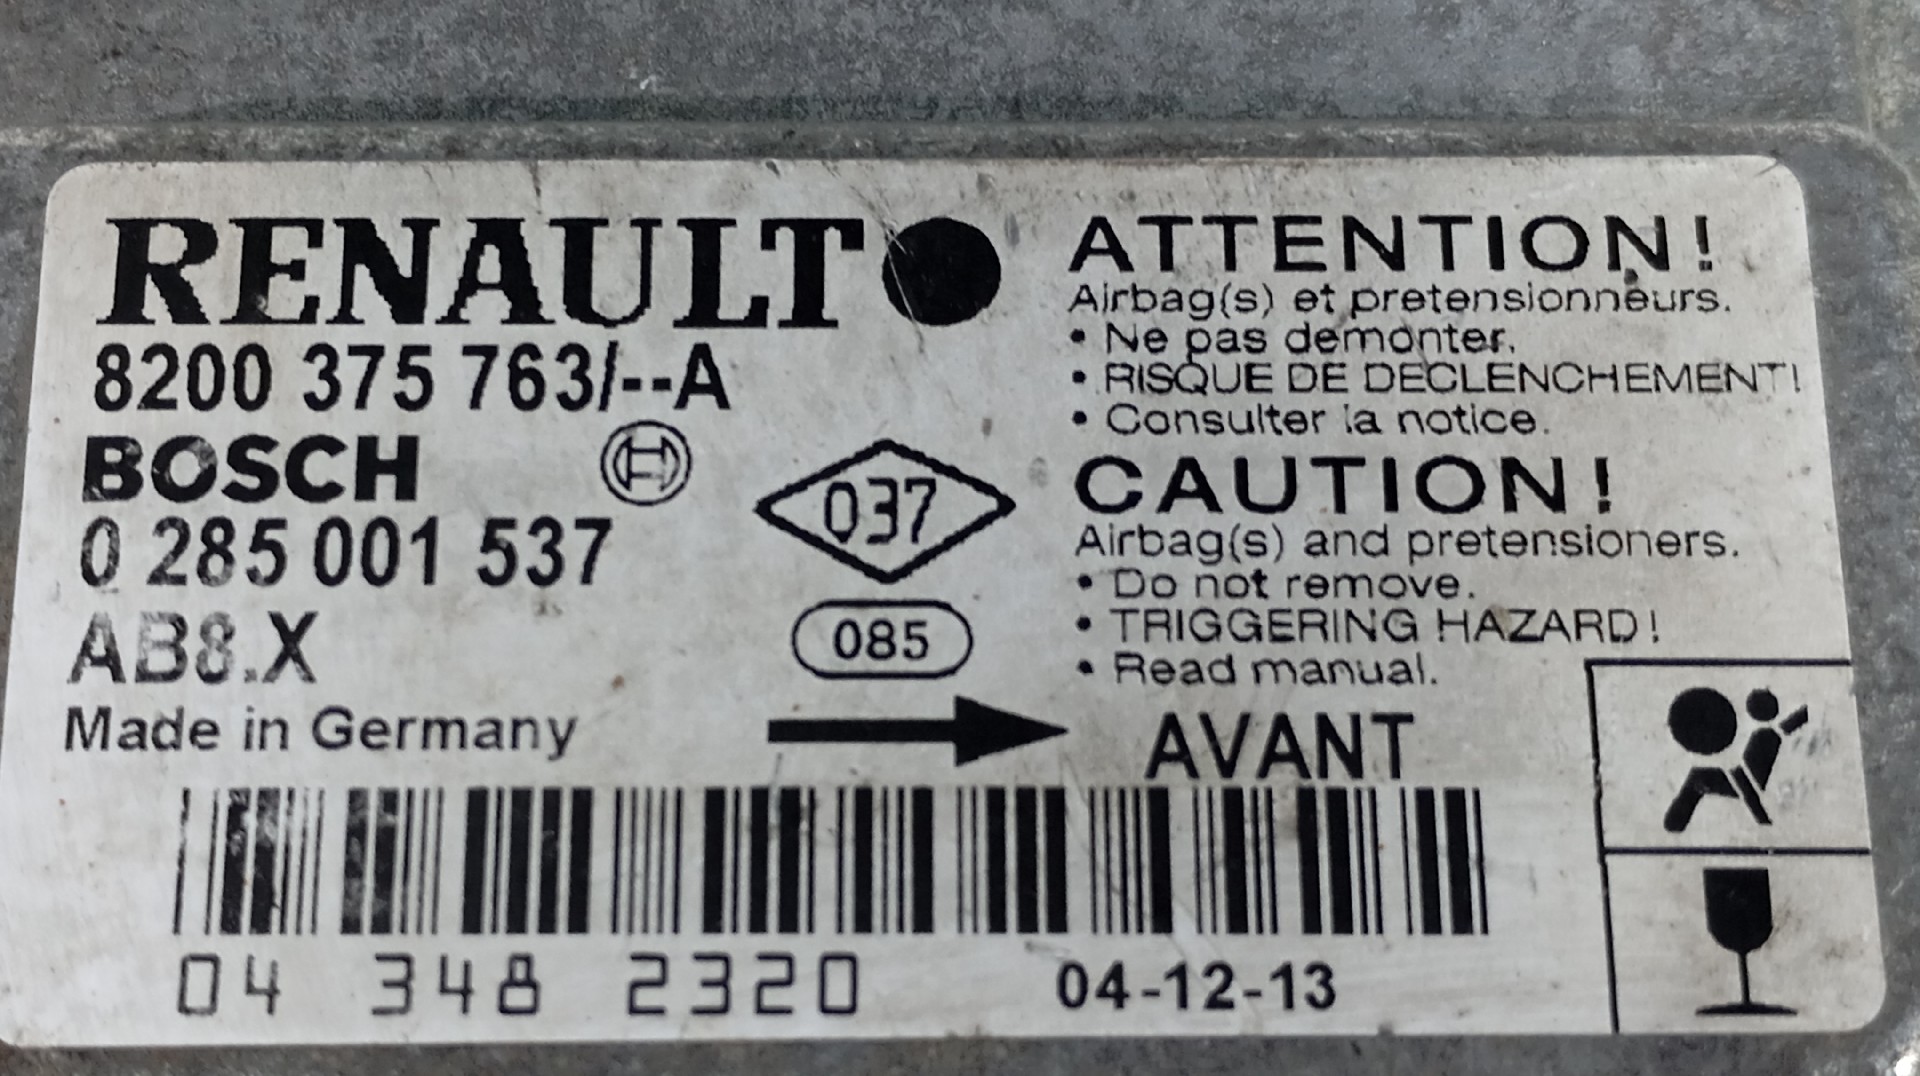 RENAULT
8200 375 763/--A
BOSCH
0 285 001 537
AB8.X
Made in Germany
037
085
ATTENTION!
Airbag(s) et pretensionneurs.
• Ne pas demonter.
• RISQUE DE DECLENCHEMENT!
• Consulter la notice.
CAUTION!
Airbag(s) and pretensioners.
• Do not remove.
• TRIGGERING HAZARD!
• Read manual.
AVANT
04 348 2320
04-12-13